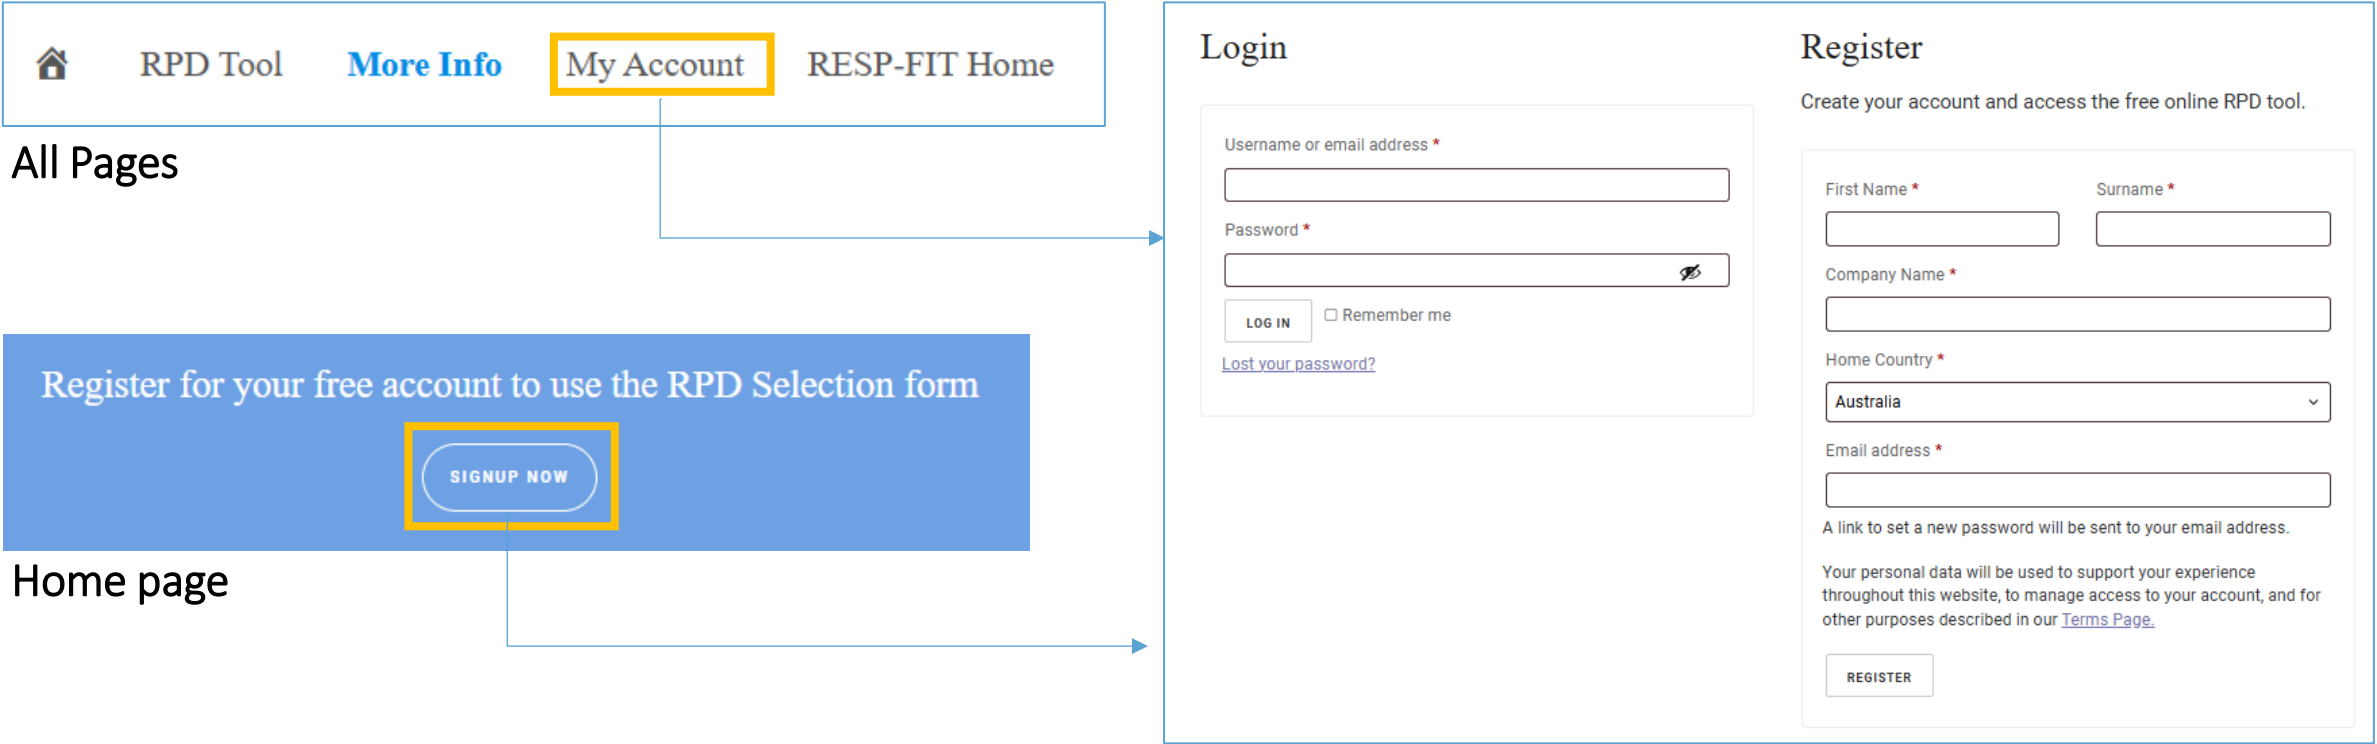 RPD Tool More Info My Account RESP-FIT Home
All Pages
Register for your free account to use the RPD Selection form
SIGNUP NOW
Home page
Login
Username or email address *
Password *
LOG IN Remember me
Lost your password?
Register
Create your account and access the free online RPD tool.
First Name * Surname *
Company Name *
Home Country *
Australia
Email address *
A link to set a new password will be sent to your email address.
Your personal data will be used to support your experience
throughout this website, to manage access to your account, and for
other purposes described in our Terms Page.
REGISTER